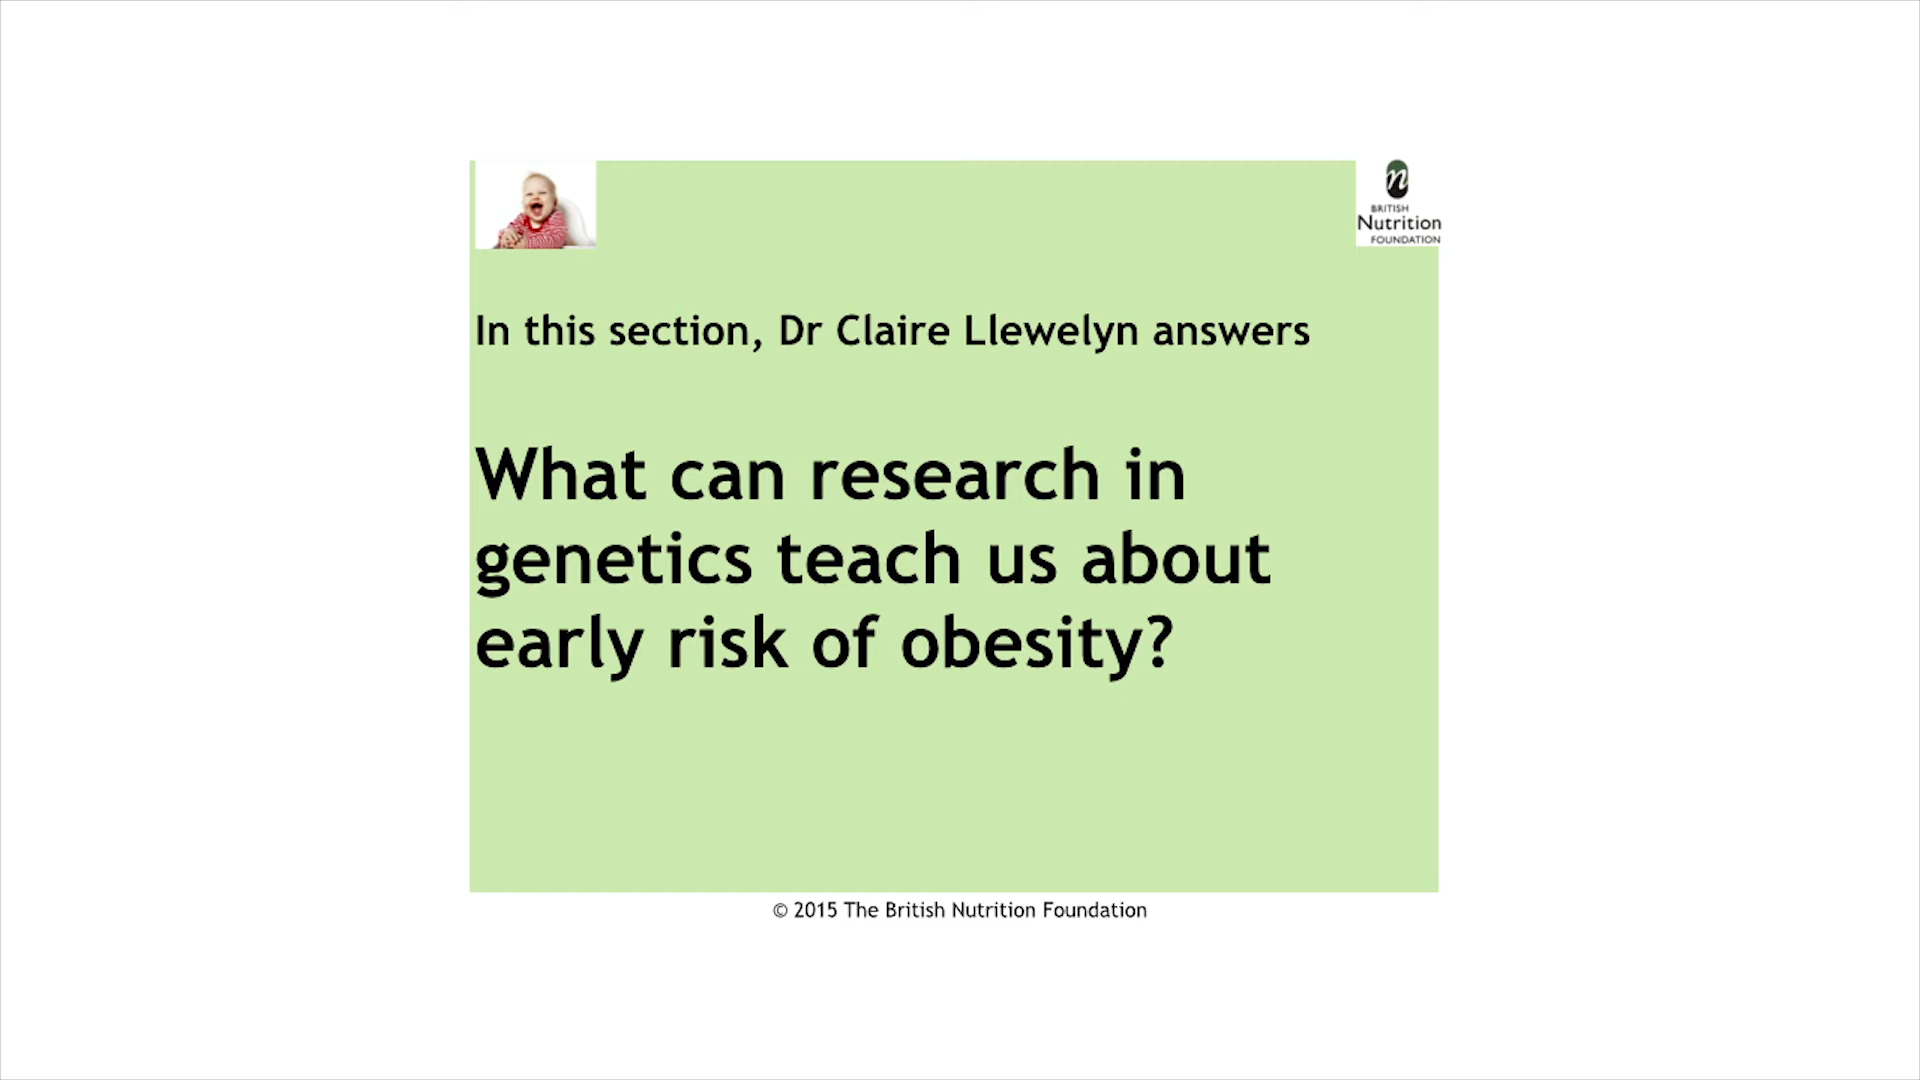 n
BRITISH
Nutrition
FOUNDATION
In this section, Dr Claire Llewelyn answers
What can research in
genetics teach us about
early risk of obesity?
© 2015 The British Nutrition Foundation